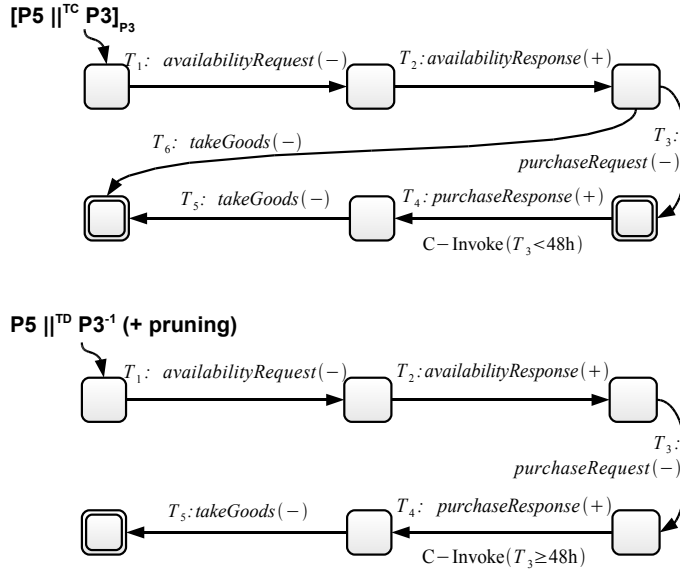 [P5 ||TC P3]P3
T1: availabilityRequest(−)
T2:availabilityResponse(+)
T6: takeGoods(−)
T3:
purchaseRequest(−)
T5: takeGoods(−)
T4: purchaseResponse(+)
C−Invoke(T3<48h)
P5 ||TD P3-1 (+ pruning)
T1: availabilityRequest(−)
T2:availabilityResponse(+)
T3:
purchaseRequest(−)
T5:takeGoods(−)
T4: purchaseResponse(+)
C−Invoke(T3≥48h)